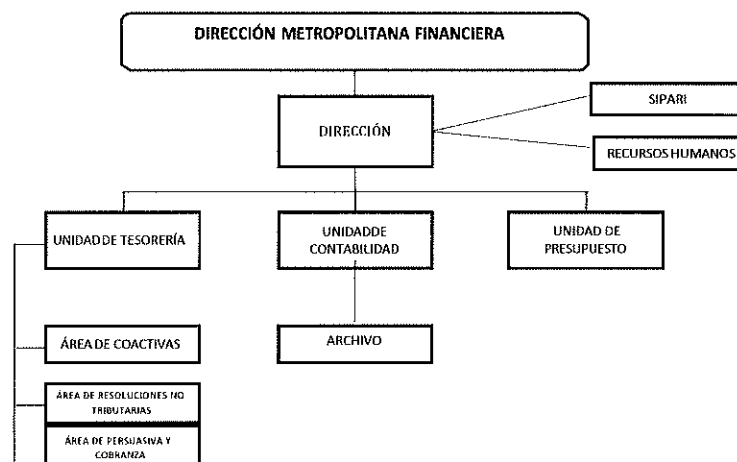 DIRECCIÓN METROPOLITANA FINANCIERA
SIPARI
DIRECCIÓN
RECURSOS HUMANOS
UNIDAD DE TESORERÍA
UNIDADDE
CONTABILIDAD
UNIDAD DE
PRESUPUESTO
ÁREA DE COACTIVAS
ARCHIVO
ÁREA DE RESOLUCIONES NO
TRIBUTARIAS
ÁREA DE PERSUASIVA Y
COBRANZA